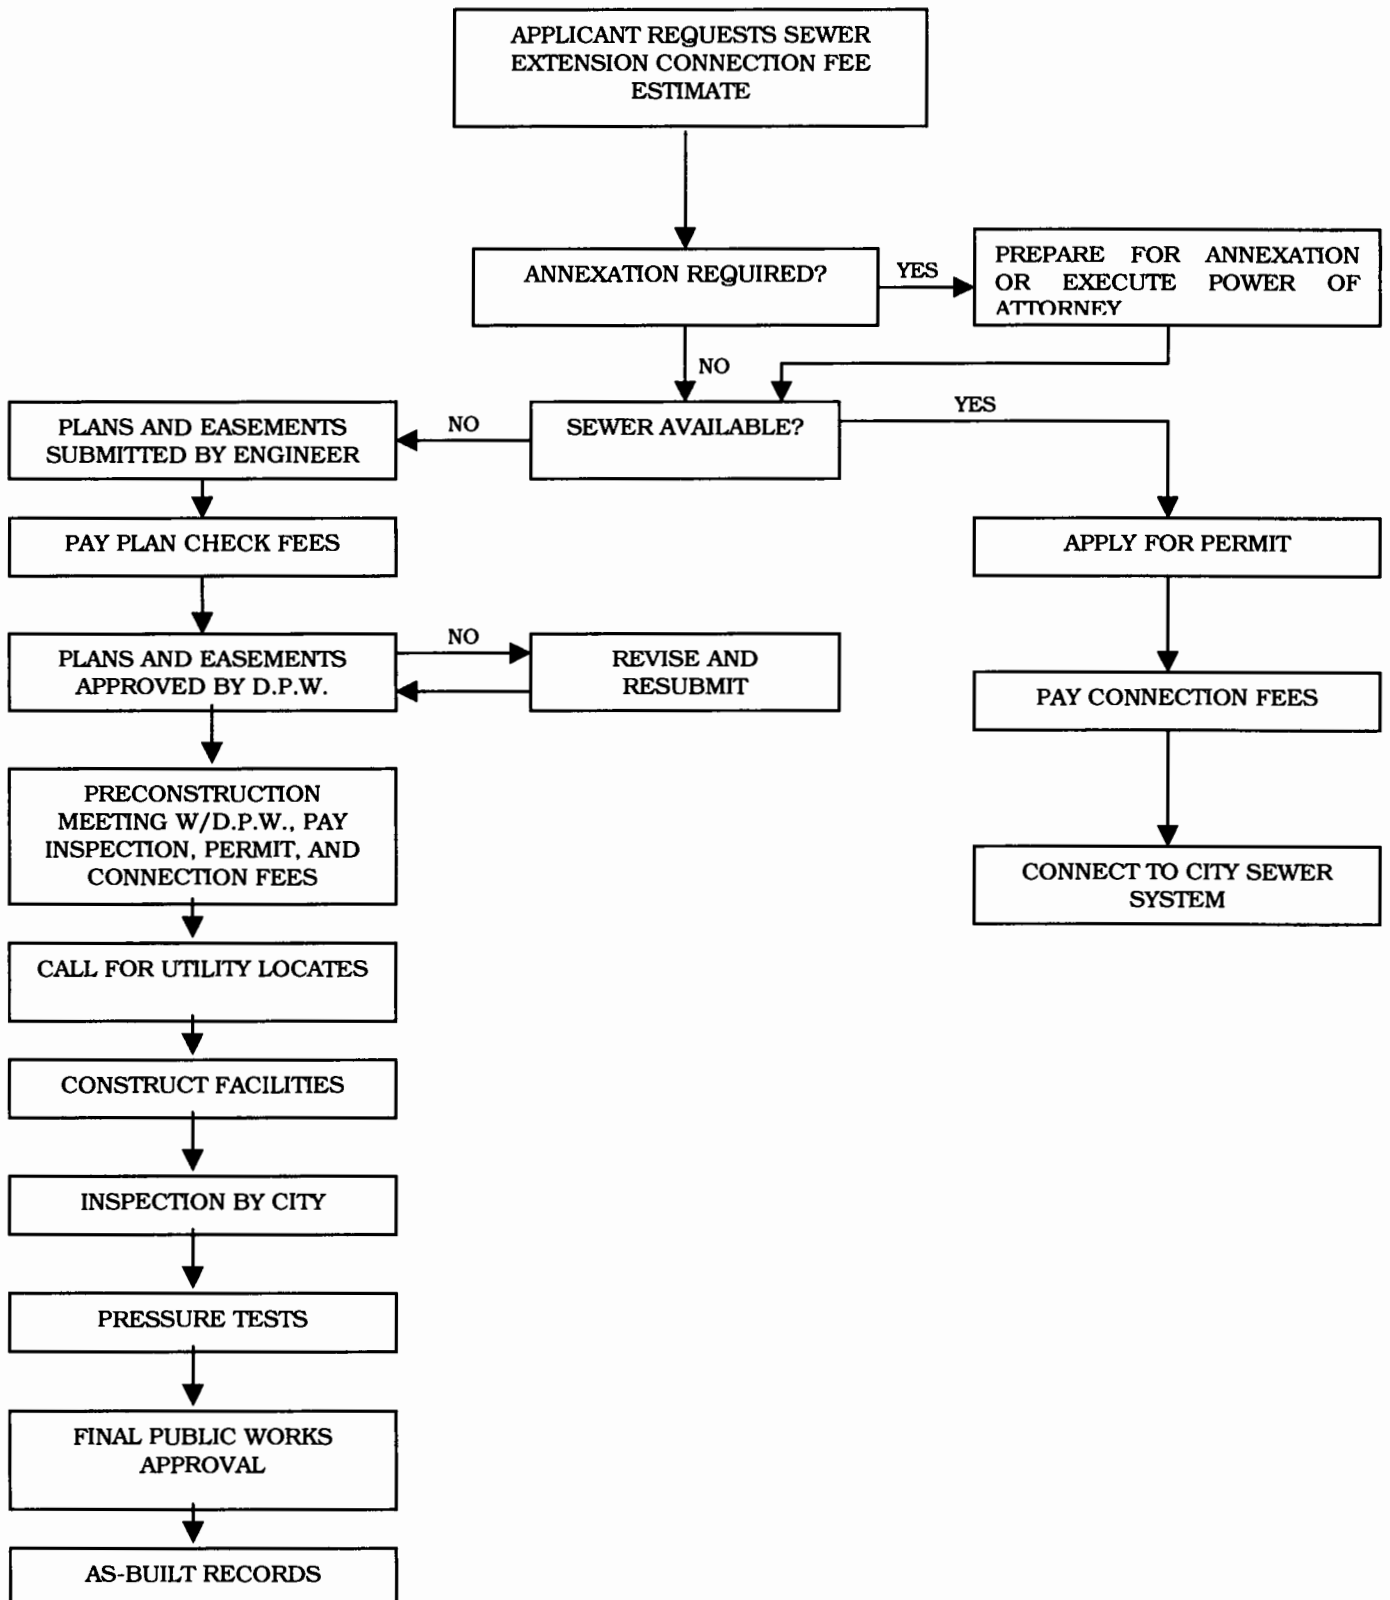 APPLICANT REQUESTS SEWER
EXTENSION CONNECTION FEE
ESTIMATE
ANNEXATION REQUIRED?
YES
PREPARE FOR ANNEXATION
OR EXECUTE POWER OF
ATTORNEY
NO
SEWER AVAILABLE?
YES
NO
PLANS AND EASEMENTS
SUBMITTED BY ENGINEER
PAY PLAN CHECK FEES
APPLY FOR PERMIT
PLANS AND EASEMENTS
APPROVED BY D.P.W.
NO
REVISE AND
RESUBMIT
PAY CONNECTION FEES
PRECONSTRUCTION
MEETING W/D.P.W., PAY
INSPECTION, PERMIT, AND
CONNECTION FEES
CONNECT TO CITY SEWER
SYSTEM
CALL FOR UTILITY LOCATES
CONSTRUCT FACILITIES
INSPECTION BY CITY
PRESSURE TESTS
FINAL PUBLIC WORKS
APPROVAL
AS-BUILT RECORDS